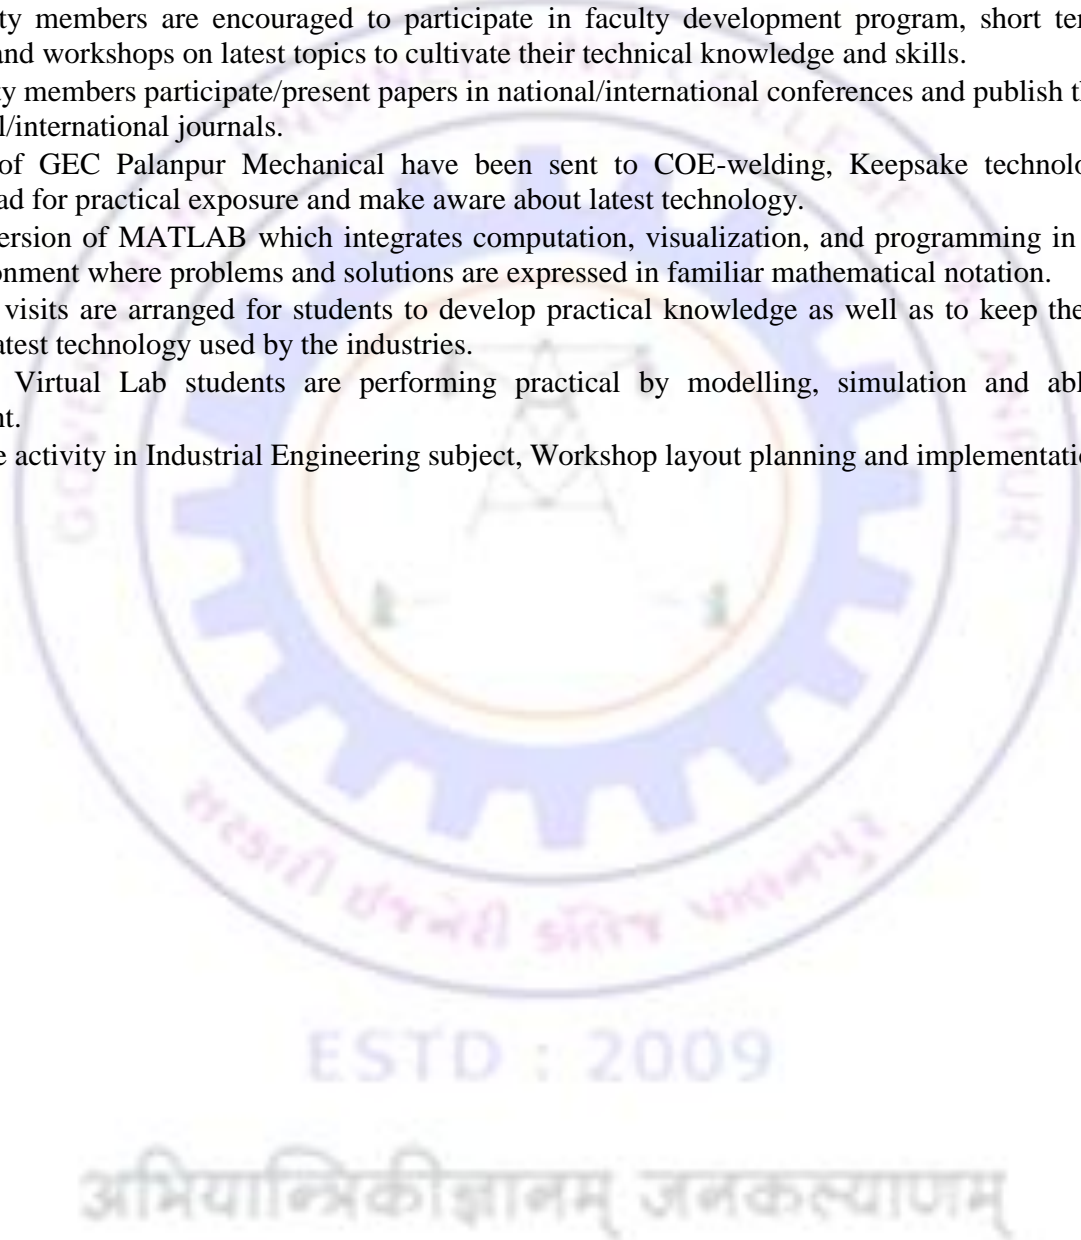 ty members are encouraged to participate in faculty development program, short ter
and workshops on latest topics to cultivate their technical knowledge and skills.
y members participate/present papers in national/international conferences and publish t
l/international journals.
of GEC Palanpur Mechanical have been sent to COE-welding, Keepsake technolo
ad for practical exposure and make aware about latest technology.
ersion of MATLAB which integrates computation, visualization, and programming in
onment where problems and solutions are expressed in familiar mathematical notation.
visits are arranged for students to develop practical knowledge as well as to keep the
atest technology used by the industries.
Virtual Lab students are performing practical by modelling, simulation and abl
nt.
e activity in Industrial Engineering subject, Workshop layout planning and implementatio
ENGINEERING COLLEGE
સરકારી ઇજનેરી કૉલેજ પાલનપુર
ESTD : 2009
अभियान्त्रिकीज्ञानम् जनकल्याणम्